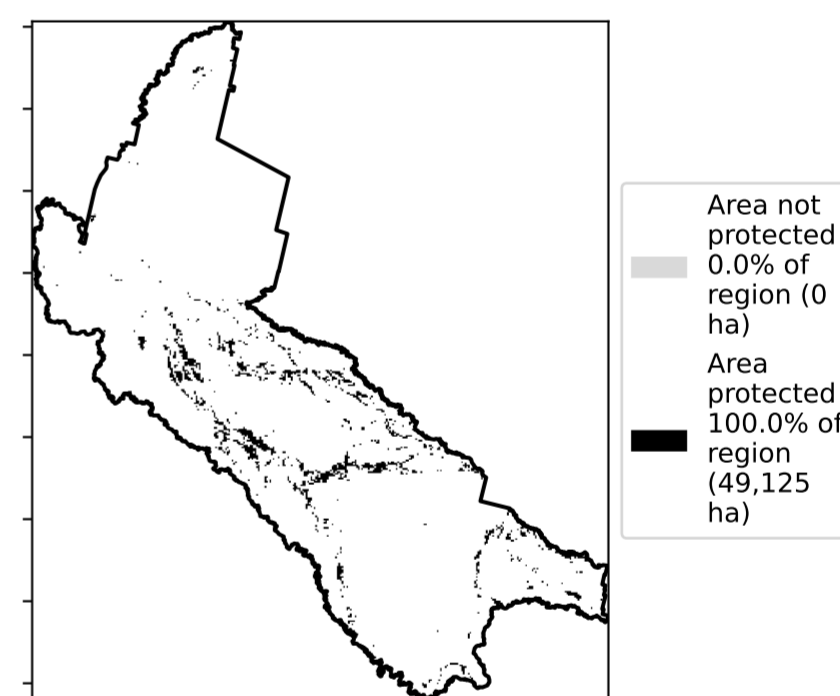 Area not
protected
0.0% of
region (0
ha)
Area
protected
100.0% of
region
(49,125
ha)